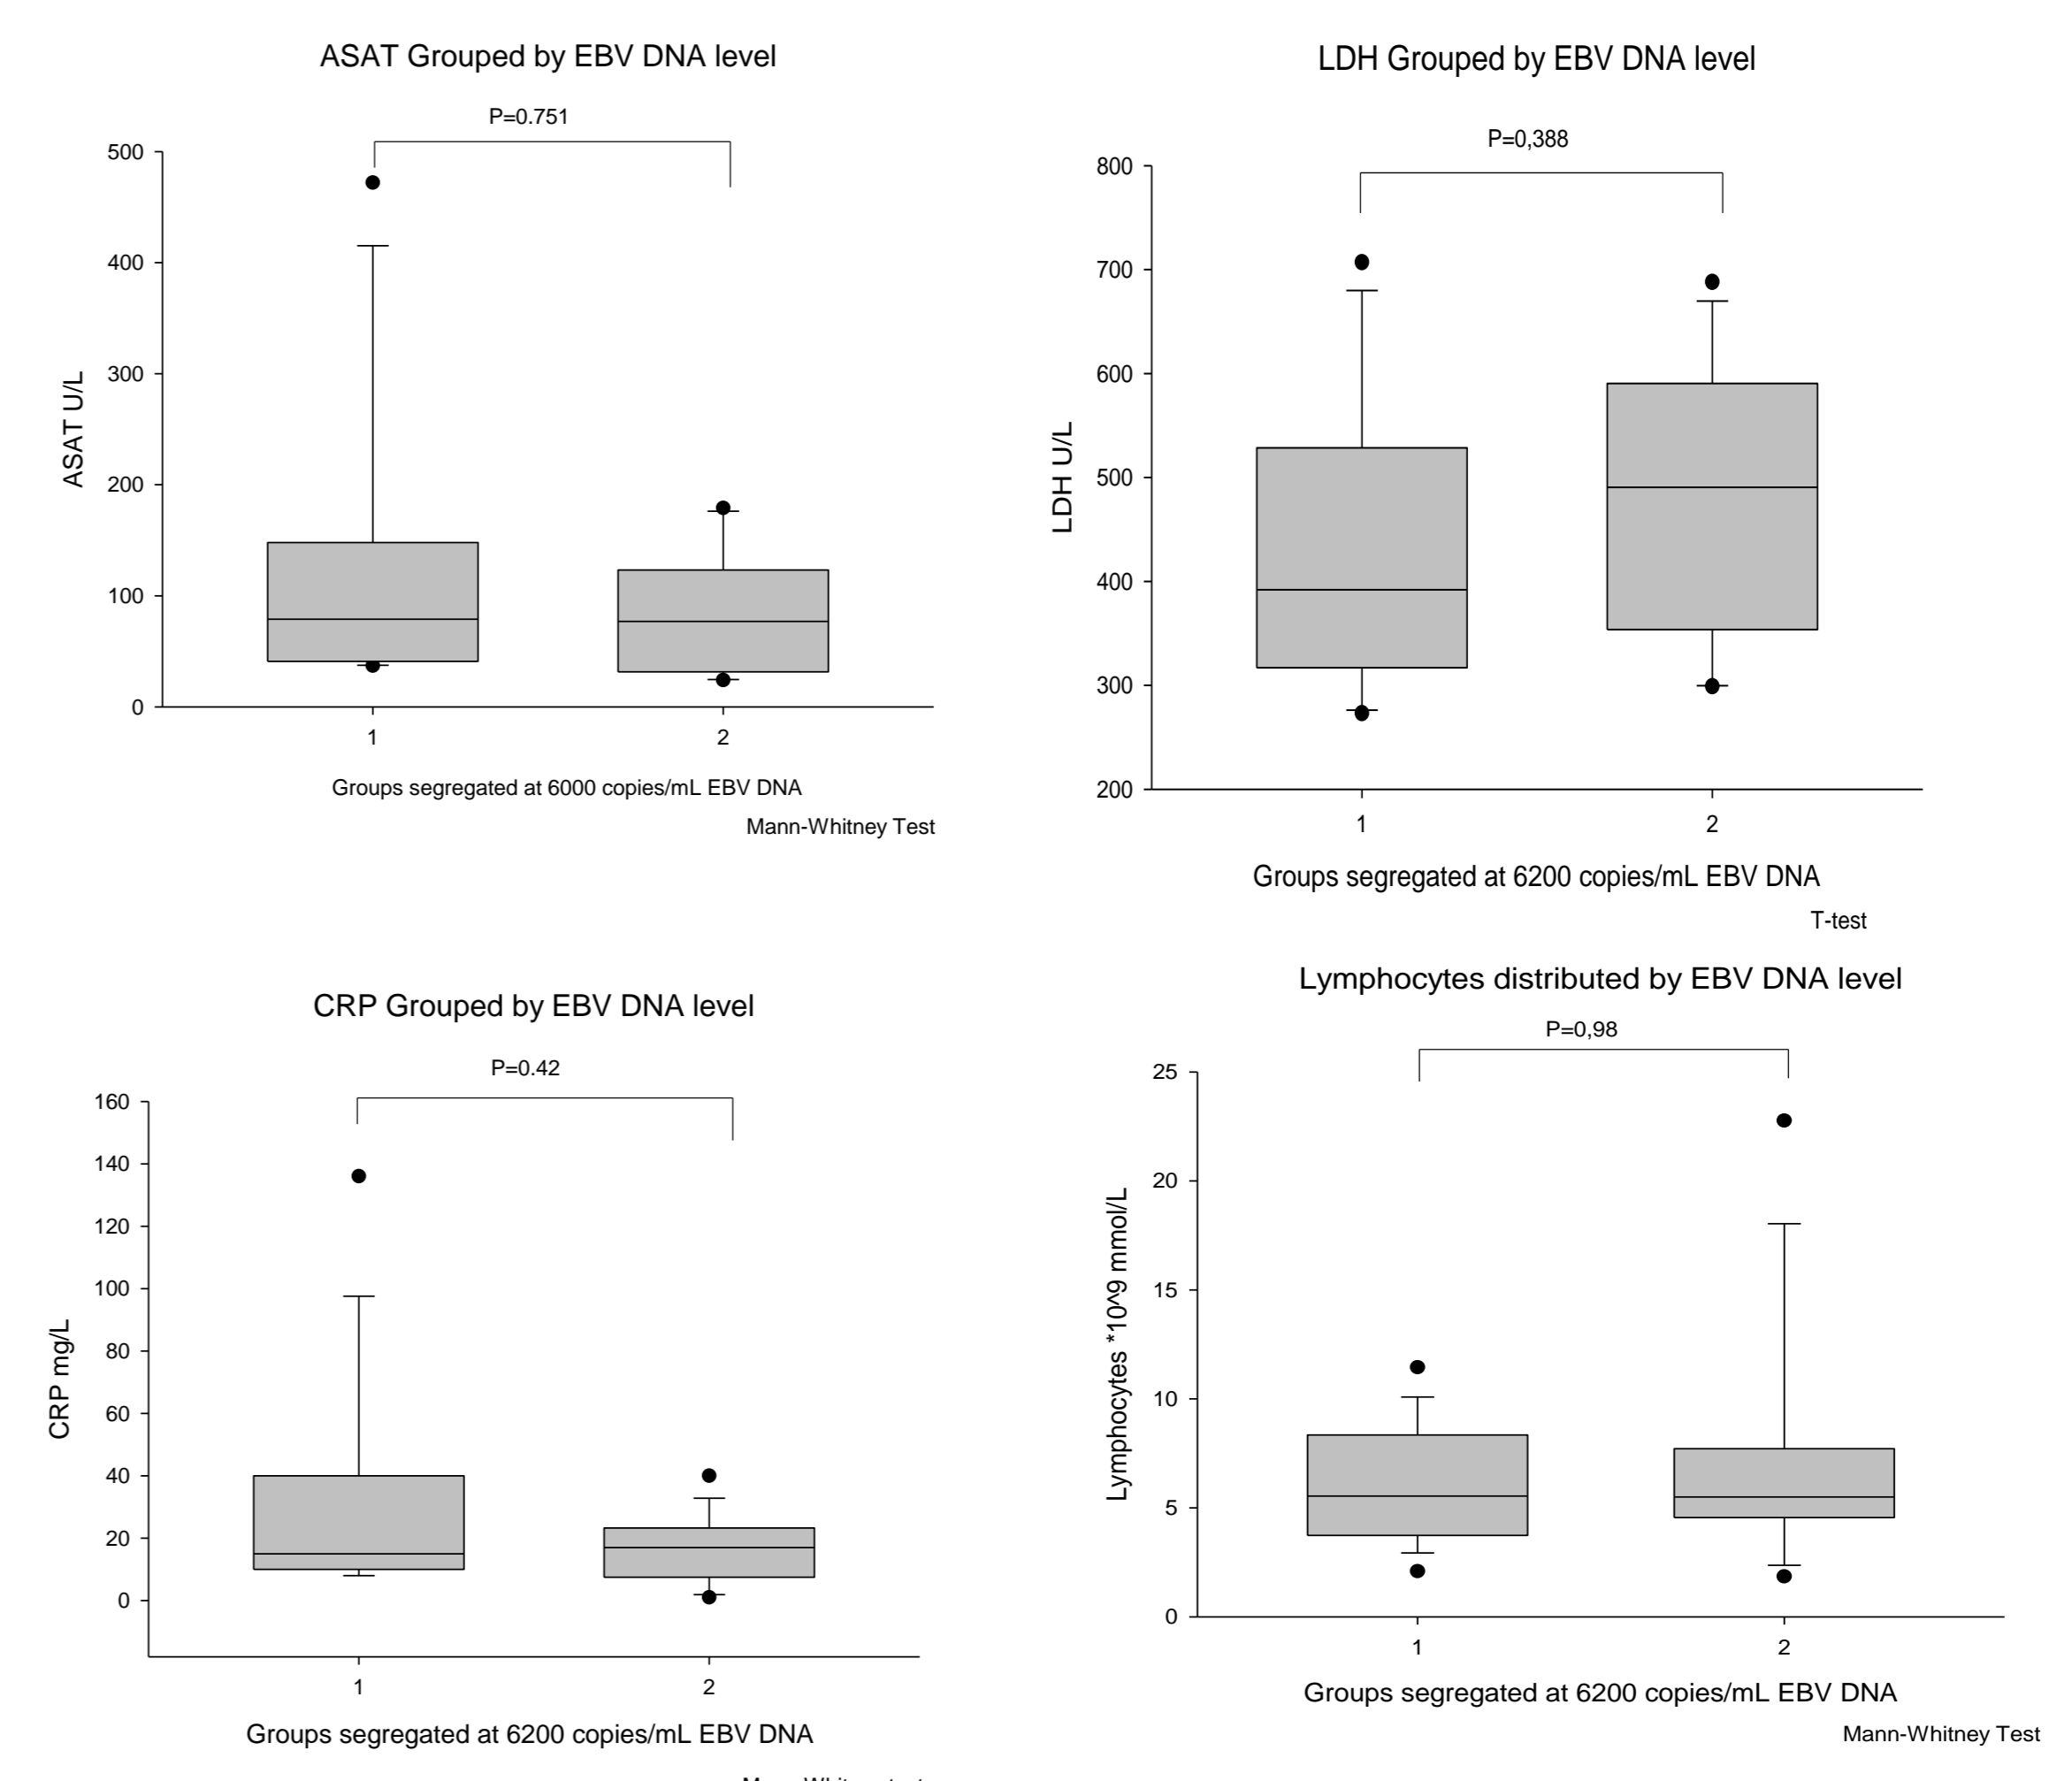 ASAT Grouped by EBV DNA level
P=0.751
500
400
300
200
100
0
ASAT U/L
1 2
Groups segregated at 6000 copies/mL EBV DNA
Mann-Whitney Test
LDH Grouped by EBV DNA level
P=0,388
800
700
600
500
400
300
200
LDH U/L
1 2
Groups segregated at 6200 copies/mL EBV DNA
T-test
CRP Grouped by EBV DNA level
P=0.42
160
140
120
100
80
60
40
20
0
CRP mg/L
1 2
Groups segregated at 6200 copies/mL EBV DNA
Lymphocytes distributed by EBV DNA level
P=0,98
25
20
15
10
5
0
Lymphocytes *10^9 mmol/L
1 2
Groups segregated at 6200 copies/mL EBV DNA
Mann-Whitney Test